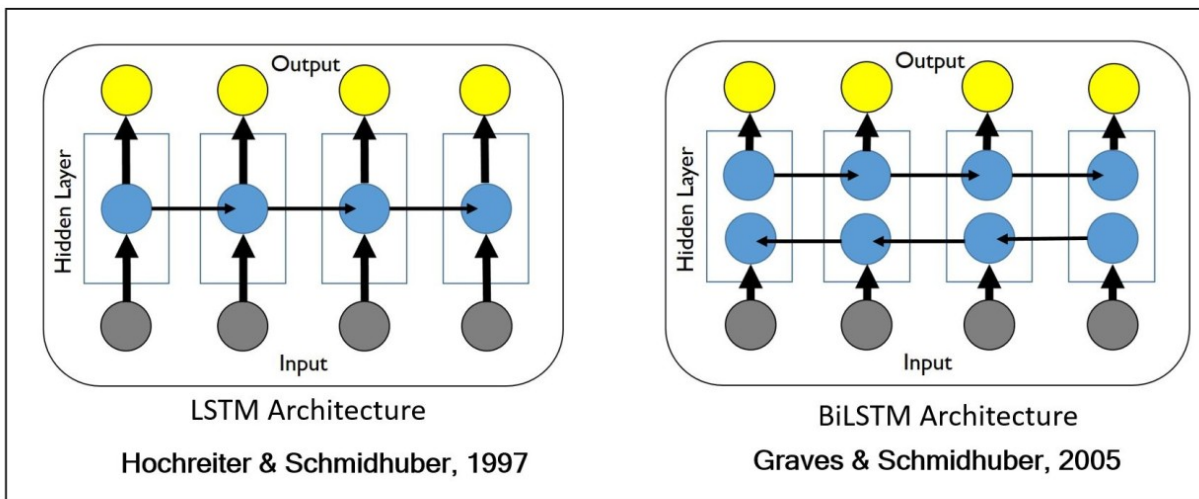 Output
Hidden Layer
Input
LSTM Architecture
Hochreiter & Schmidhuber, 1997
Output
Hidden Layer
Input
BiLSTM Architecture
Graves & Schmidhuber, 2005